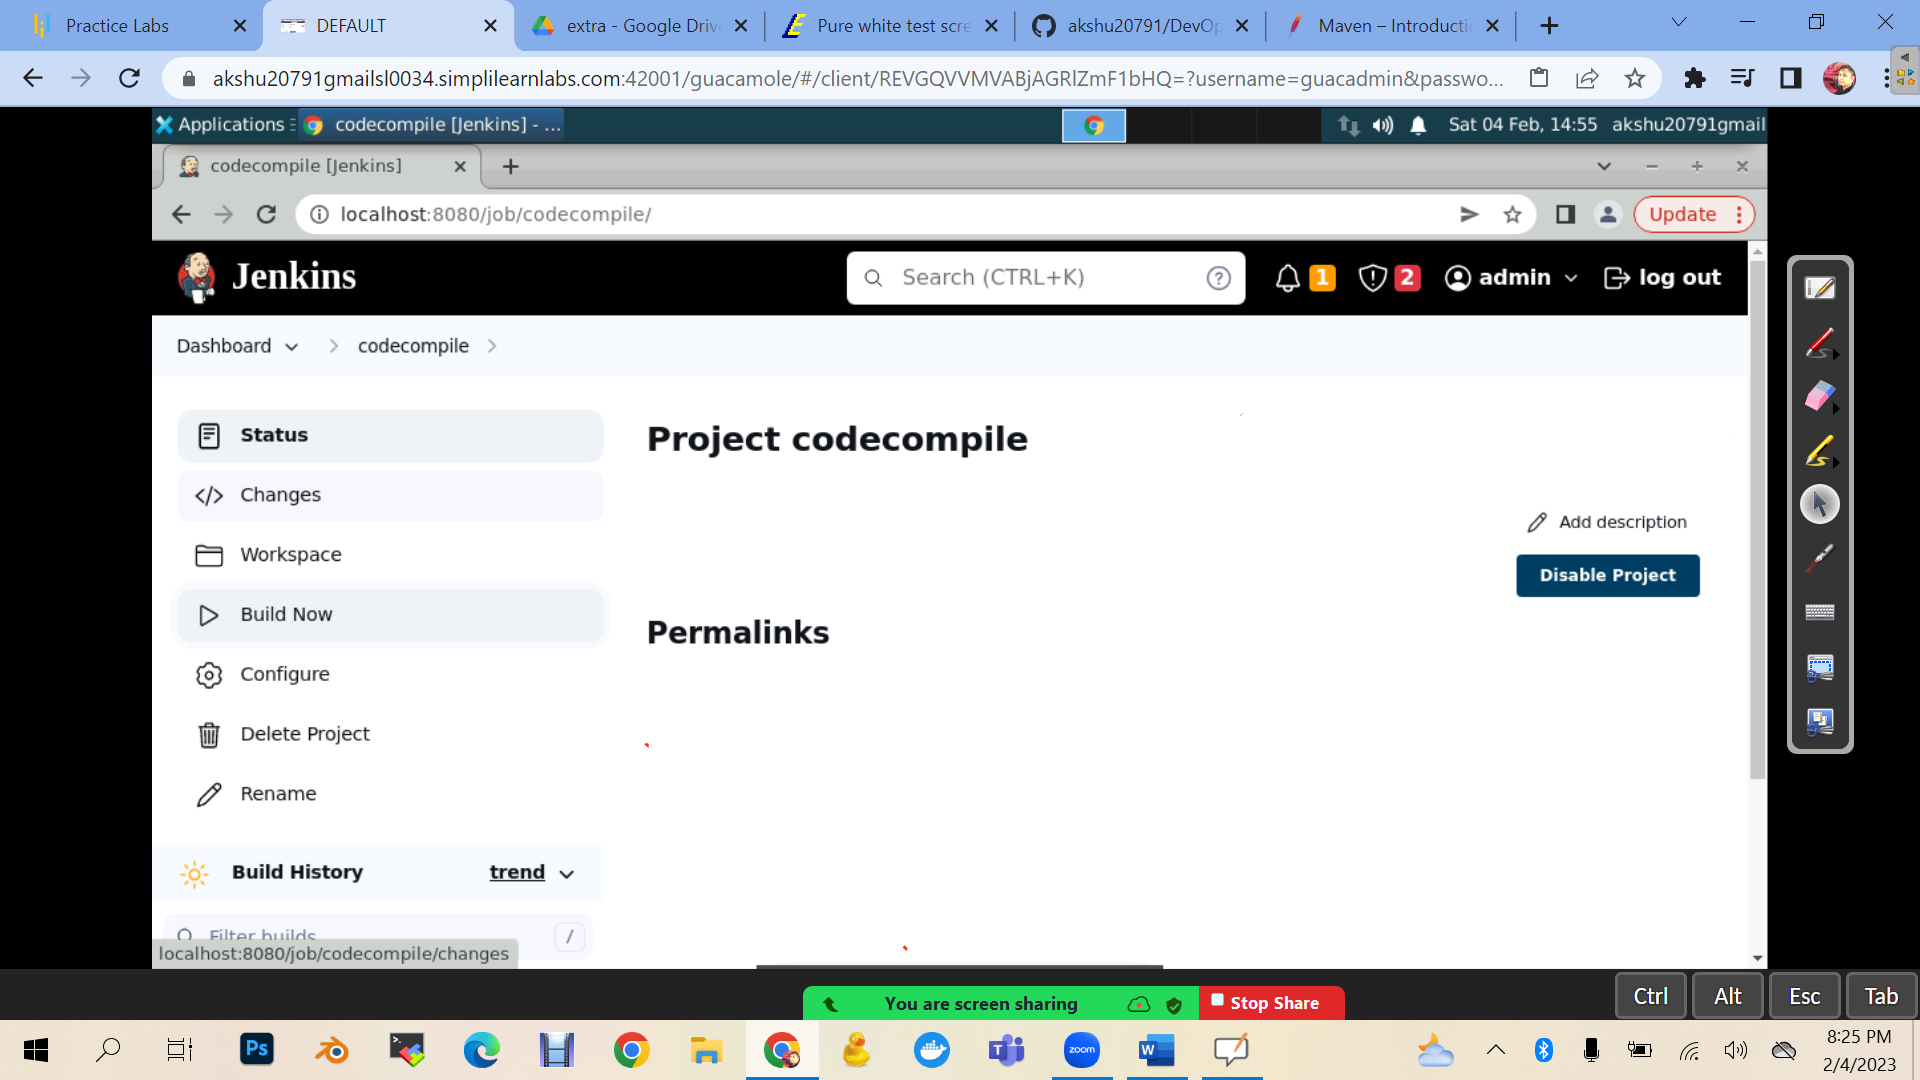 Practice Labs
DEFAULT
extra - Google Drive
Pure white test scre
akshu20791/DevOp
Maven – Introductic
akshu20791gmailsl0034.simplilearnlabs.com:42001/guacamole/#/client/REVGQVVMVABjAGRlZmF1bHQ=?username=guacadmin&passwo...
Applications
codecompile [Jenkins] - ...
Sat 04 Feb, 14:55
akshu20791gmail
codecompile [Jenkins]
localhost:8080/job/codecompile/
Update
Jenkins
Search (CTRL+K)
?
1
2
admin
log out
Dashboard
codecompile
Status
Project codecompile
Changes
Add description
Workspace
Disable Project
Build Now
Permalinks
Configure
Delete Project
Rename
Build History
trend
Filter builds
/
localhost:8080/job/codecompile/changes
Ctrl
Alt
Esc
Tab
You are screen sharing
Stop Share
Ps
T
zoom
W
8:25 PM
2/4/2023